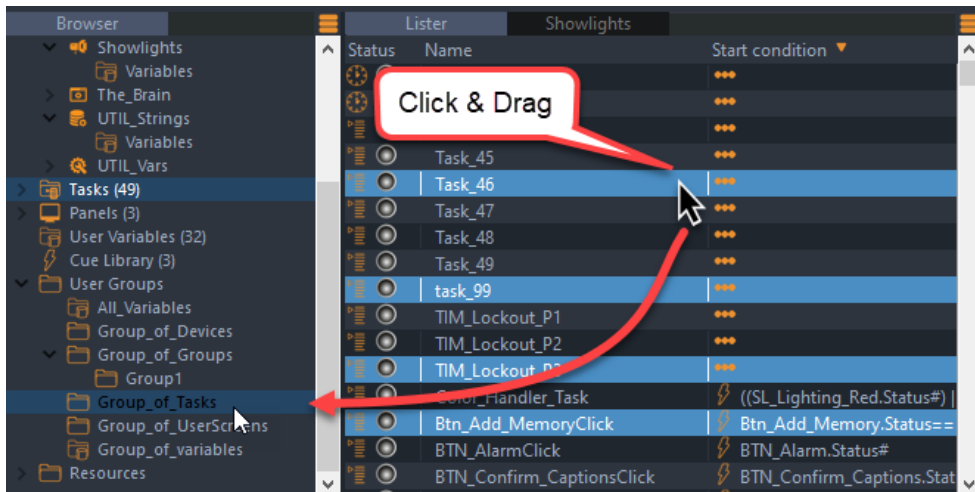 Browser
Showlights
Variables
The_Brain
UTIL_Strings
Variables
UTIL_Vars
Tasks (49)
Panels (3)
User Variables (32)
Cue Library (3)
User Groups
All_Variables
Group_of_Devices
Group_of_Groups
Group1
Group_of_Tasks
Group_of_UserScreens
Group_of_variables
Resources
Lister Showlights
Status Name Start condition
Click & Drag
Task_45
Task_46
Task_47
Task_48
Task_49
task_99
TIM_Lockout_P1
TIM_Lockout_P2
TIM_Lockout_P3
Color_Handler_Task ((SL_Lighting_Red.Status#) |
Btn_Add_MemoryClick Btn_Add_Memory.Status==
BTN_AlarmClick BTN_Alarm.Status#
BTN_Confirm_CaptionsClick BTN_Confirm_Captions.Stat